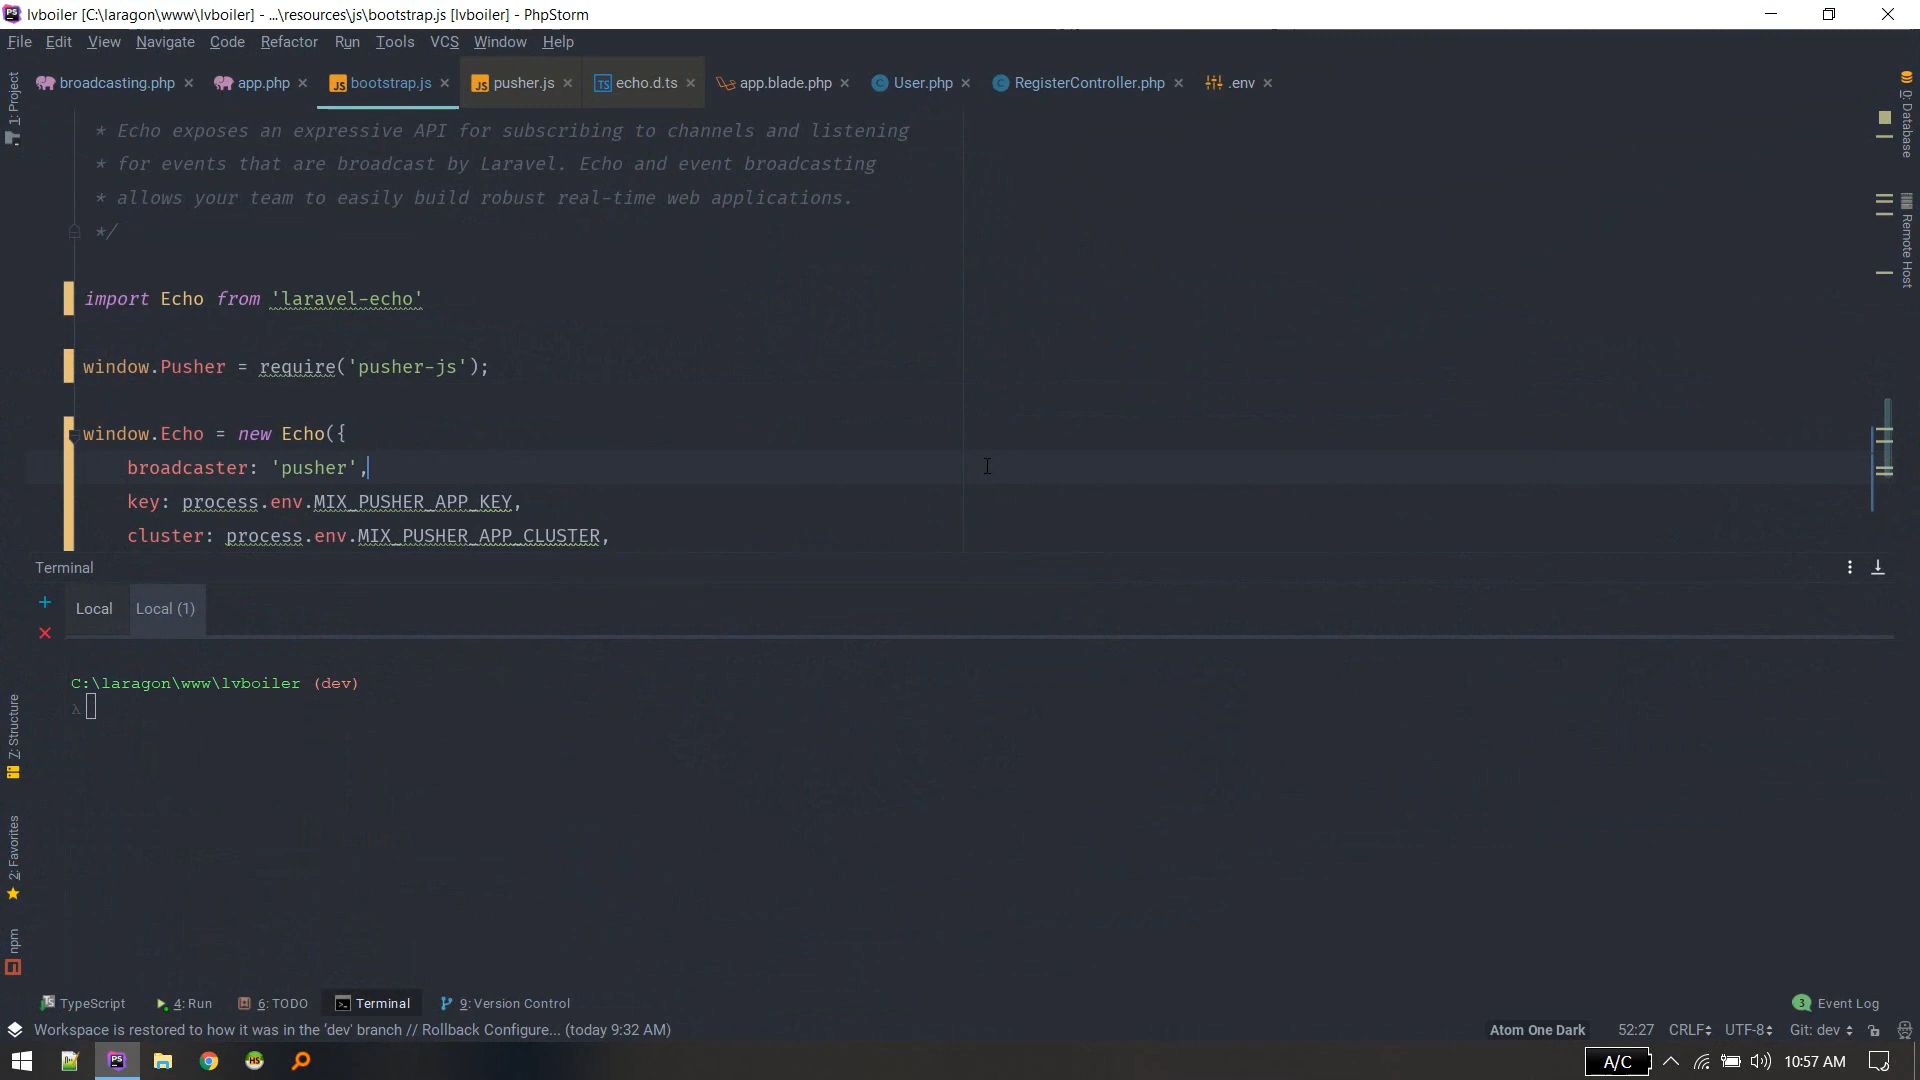 lvboiler [C:\laragon\www\lvboiler] - ...\resources\js\bootstrap.js [lvboiler] - PhpStorm
File Edit View Navigate Code Refactor Run Tools VCS Window Help
broadcasting.php app.php bootstrap.js pusher.js echo.d.ts app.blade.php User.php RegisterController.php .env
1: Project
0: Database
Remote Host
* Echo exposes an expressive API for subscribing to channels and listening
* for events that are broadcast by Laravel. Echo and event broadcasting
* allows your team to easily build robust real-time web applications.
*/
import Echo from 'laravel-echo'
window.Pusher = require('pusher-js');
window.Echo = new Echo({
broadcaster: 'pusher',
key: process.env.MIX_PUSHER_APP_KEY,
cluster: process.env.MIX_PUSHER_APP_CLUSTER,
Terminal
Local Local (1)
C:\laragon\www\lvboiler (dev)
λ
7: Structure
2: Favorites
npm
TypeScript 4: Run 6: TODO Terminal 9: Version Control 3 Event Log
Workspace is restored to how it was in the 'dev' branch // Rollback Configure... (today 9:32 AM) Atom One Dark 52:27 CRLF UTF-8 Git: dev
A/C 10:57 AM